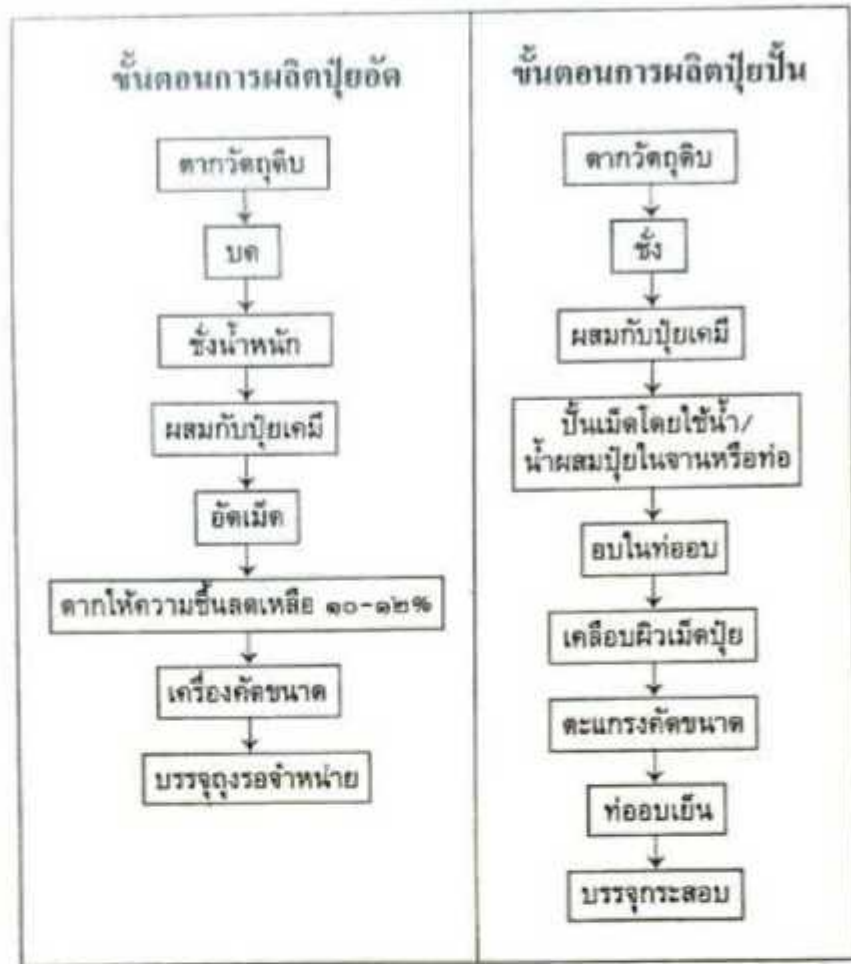 ขั้นตอนการผลิตปุ๋ยอัด
ตากวัตถุดิบ
บด
ชั่งน้ำหนัก
ผสมกับปุ๋ยเคมี
อัดเม็ด
ตากให้ความชื้นลดเหลือ ๑๐-๑๒%
เครื่องคัดขนาด
บรรจุถุงรอจำหน่าย
ขั้นตอนการผลิตปุ๋ยปั้น
ตากวัตถุดิบ
ชั่ง
ผสมกับปุ๋ยเคมี
ปั้นเม็ดโดยใช้น้ำ/
น้ำผสมปุ๋ยในจานหรือท่อ
อบในท่ออบ
เคลือบผิวเม็ดปุ๋ย
ตะแกรงคัดขนาด
ท่ออบเย็น
บรรจุกระสอบ